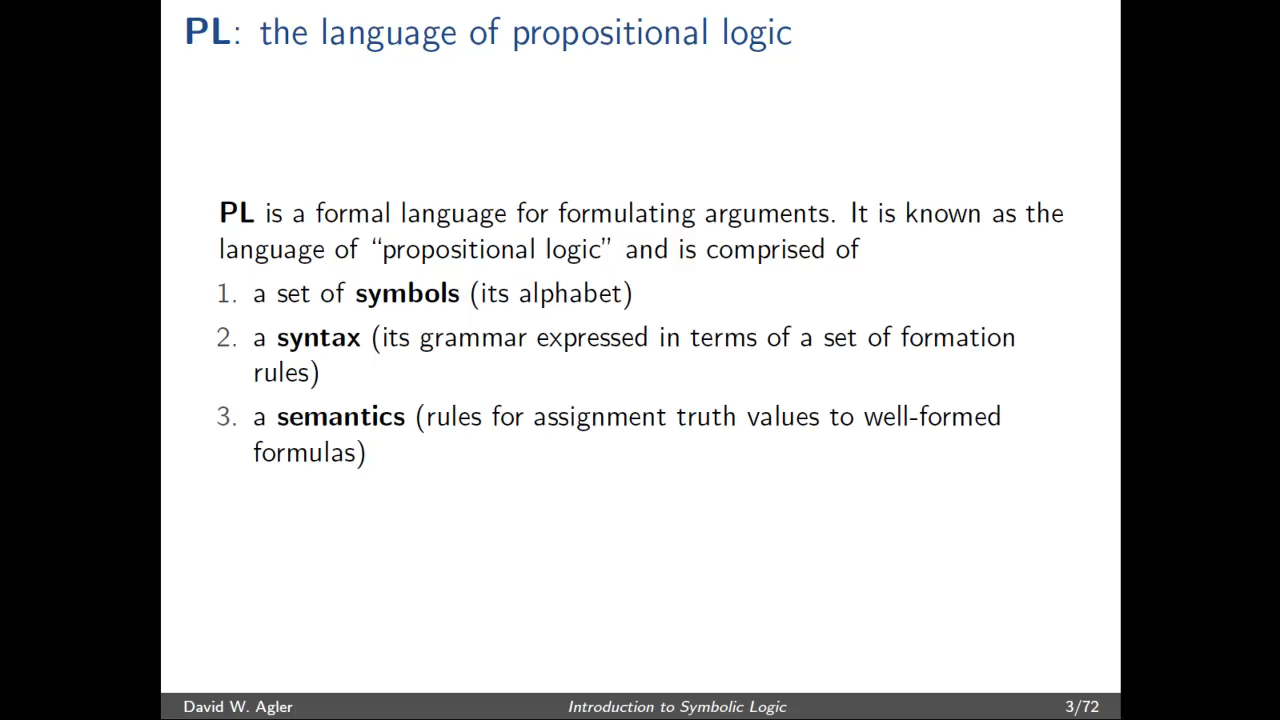 PL: the language of propositional logic
PL is a formal language for formulating arguments. It is known as the
language of “propositional logic” and is comprised of
1. a set of symbols (its alphabet)
2. a syntax (its grammar expressed in terms of a set of formation
rules)
3. a semantics (rules for assignment truth values to well-formed
formulas)
David W. Agler Introduction to Symbolic Logic 3/72